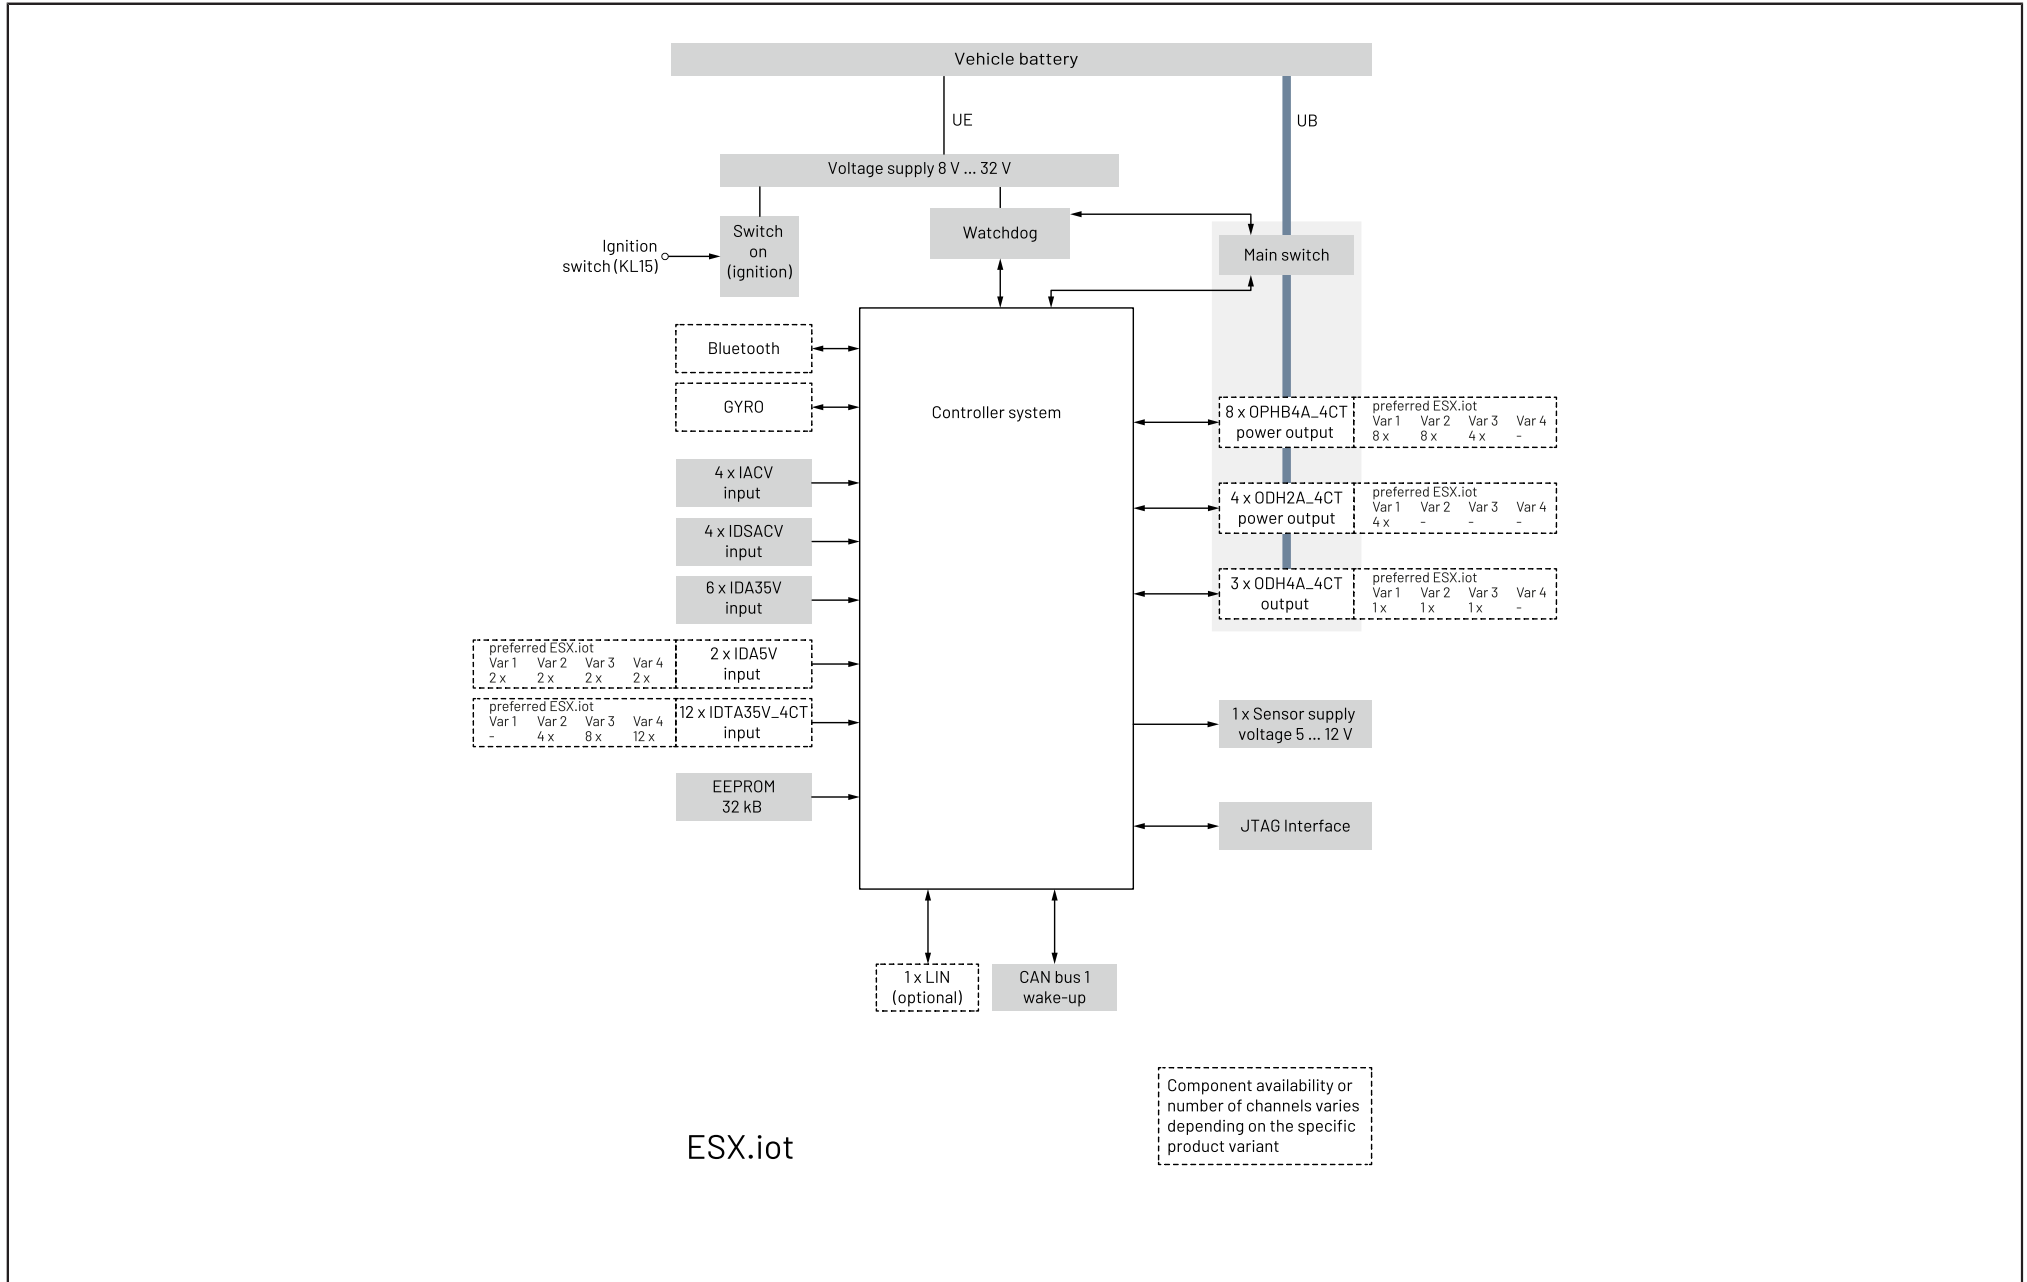 Vehicle battery
UE
UB
Voltage supply 8 V ... 32 V
Ignition
switch (KL15)
Switch
on
(ignition)
Watchdog
Main switch
Bluetooth
GYRO
Controller system
4 x IACV
input
4 x IDSACV
input
6 x IDA35V
input
preferred ESX.iot
Var 1 Var 2 Var 3 Var 4
2 x 2 x 2 x 2 x
2 x IDA5V
input
preferred ESX.iot
Var 1 Var 2 Var 3 Var 4
- 4 x 8 x 12 x
12 x IDTA35V_4CT
input
EEPROM
32 kB
8 x OPHB4A_4CT
power output
preferred ESX.iot
Var 1 Var 2 Var 3 Var 4
8 x 8 x 4 x -
4 x ODH2A_4CT
power output
preferred ESX.iot
Var 1 Var 2 Var 3 Var 4
4 x - - -
3 x ODH4A_4CT
output
preferred ESX.iot
Var 1 Var 2 Var 3 Var 4
1 x 1 x 1 x -
1 x Sensor supply
voltage 5 ... 12 V
JTAG Interface
1 x LIN
(optional)
CAN bus 1
wake-up
Component availability or
number of channels varies
depending on the specific
product variant
ESX.iot